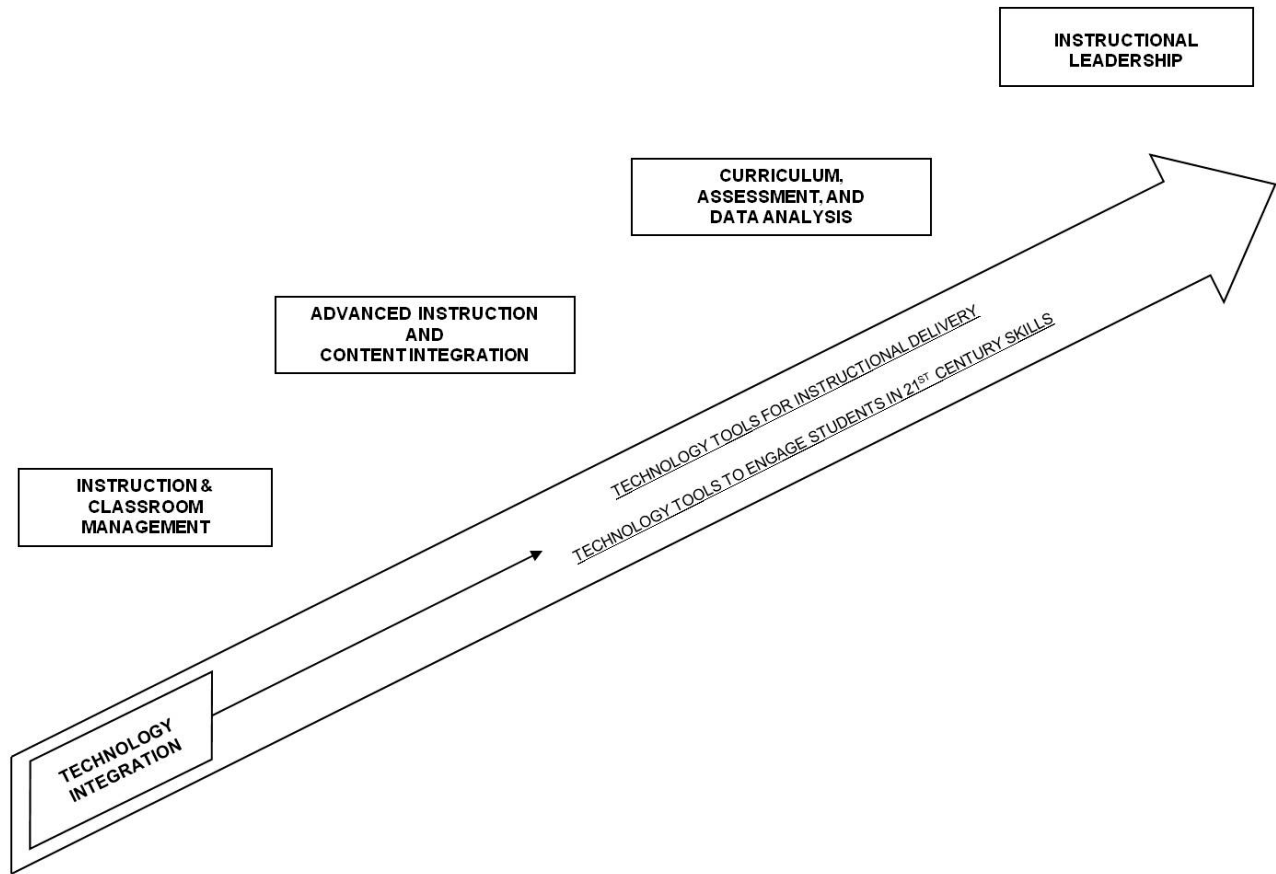 INSTRUCTIONAL
LEADERSHIP
CURRICULUM,
ASSESSMENT, AND
DATA ANALYSIS
ADVANCED INSTRUCTION
AND
CONTENT INTEGRATION
INSTRUCTION &
CLASSROOM
MANAGEMENT
TECHNOLOGY TOOLS FOR INSTRUCTIONAL DELIVERY
TECHNOLOGY TOOLS TO ENGAGE STUDENTS IN 21ST CENTURY SKILLS
TECHNOLOGY
INTEGRATION